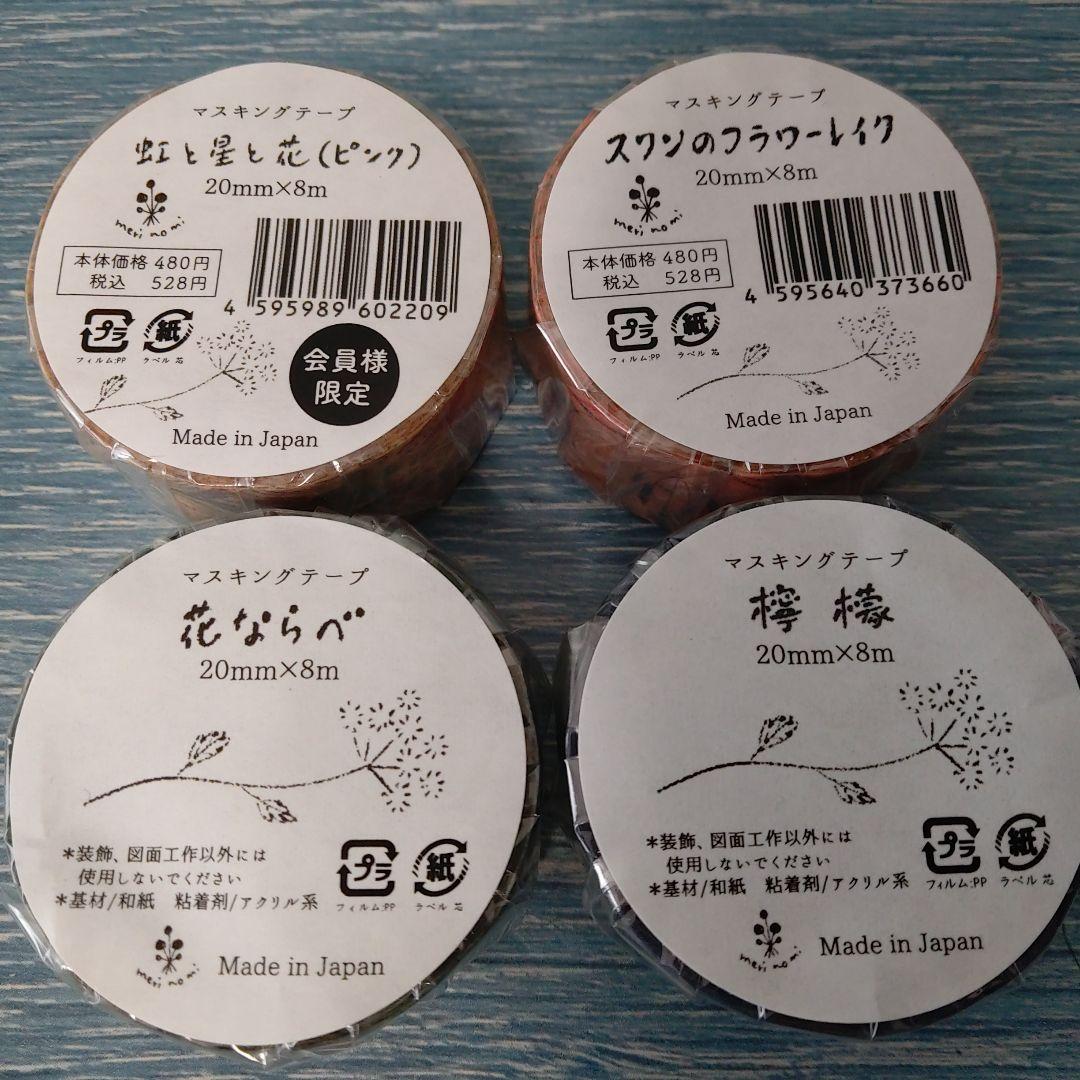 マスキングテープ
虹と星と花(ピンク)
20mm×8m
meri no mi
本体価格 480円
税込 528円
4 595989 602209
プラ
フィルム:PP
紙
ラベル 芯
会員様
限定
Made in Japan
マスキングテープ
スワンのフラワーレイク
20mm×8m
meri no mi
本体価格 480円
税込 528円
4 595640 373660
プラ
フィルム:PP
紙
ラベル 芯
Made in Japan
マスキングテープ
花ならべ
20mm×8m
*装飾、図面工作以外には
使用しないでください
*基材/和紙 粘着剤/アクリル系
プラ
フィルム:PP
紙
ラベル 芯
meri no mi
Made in Japan
マスキングテープ
檸檬
20mm×8m
*装飾、図面工作以外には
使用しないでください
*基材/和紙 粘着剤/アクリル系
プラ
フィルム:PP
紙
ラベル 芯
meri no mi
Made in Japan